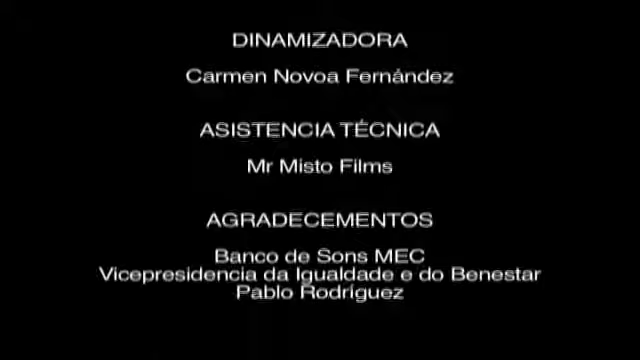 DINAMIZADORA
Carmen Novoa Fernández
ASISTENCIA TÉCNICA
Mr Misto Films
AGRADECEMENTOS
Banco de Sons MEC
Vicepresidencia da Igualdade e do Benestar
Pablo Rodríguez